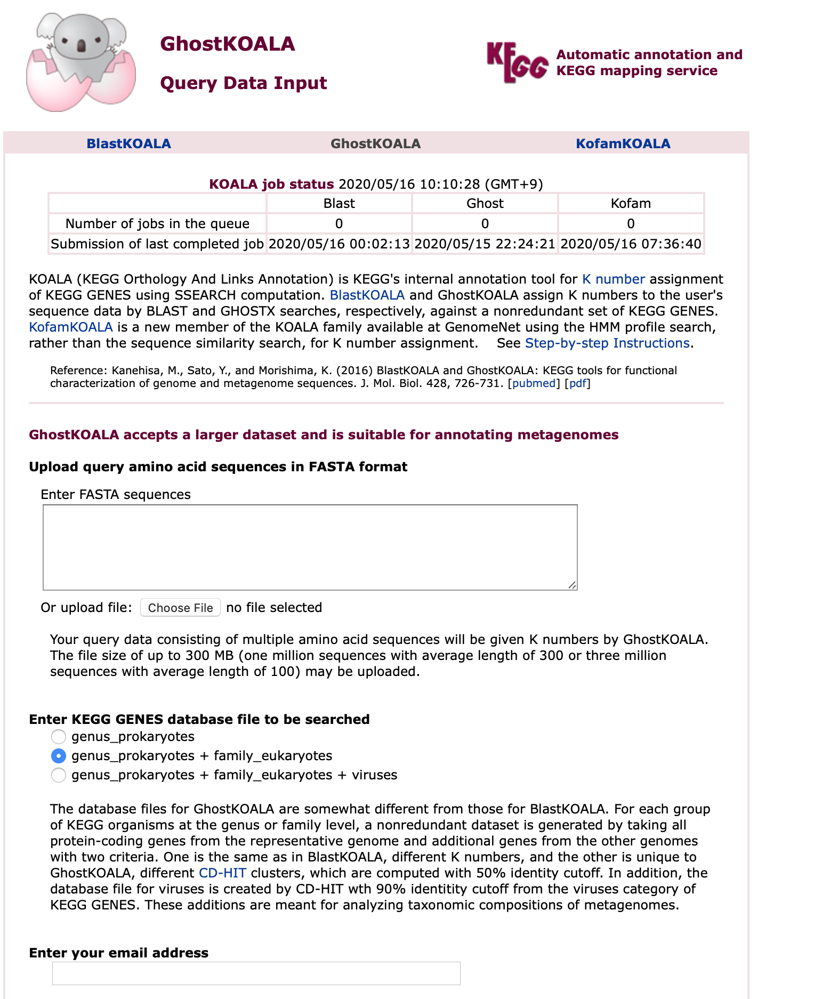 GhostKOALA
Query Data Input
KEGG
Automatic annotation and
KEGG mapping service
BlastKOALA GhostKOALA KofamKOALA
KOALA job status 2020/05/16 10:10:28 (GMT+9)
Blast Ghost Kofam
Number of jobs in the queue 0 0 0
Submission of last completed job 2020/05/16 00:02:13 2020/05/15 22:24:21 2020/05/16 07:36:40
KOALA (KEGG Orthology And Links Annotation) is KEGG's internal annotation tool for K number assignment
of KEGG GENES using SSEARCH computation. BlastKOALA and GhostKOALA assign K numbers to the user's
sequence data by BLAST and GHOSTX searches, respectively, against a nonredundant set of KEGG GENES.
KofamKOALA is a new member of the KOALA family available at GenomeNet using the HMM profile search,
rather than the sequence similarity search, for K number assignment. See Step-by-step Instructions.
Reference: Kanehisa, M., Sato, Y., and Morishima, K. (2016) BlastKOALA and GhostKOALA: KEGG tools for functional
characterization of genome and metagenome sequences. J. Mol. Biol. 428, 726-731. [pubmed] [pdf]
GhostKOALA accepts a larger dataset and is suitable for annotating metagenomes
Upload query amino acid sequences in FASTA format
Enter FASTA sequences
Or upload file: Choose File no file selected
Your query data consisting of multiple amino acid sequences will be given K numbers by GhostKOALA.
The file size of up to 300 MB (one million sequences with average length of 300 or three million
sequences with average length of 100) may be uploaded.
Enter KEGG GENES database file to be searched
genus_prokaryotes
genus_prokaryotes + family_eukaryotes
genus_prokaryotes + family_eukaryotes + viruses
The database files for GhostKOALA are somewhat different from those for BlastKOALA. For each group
of KEGG organisms at the genus or family level, a nonredundant dataset is generated by taking all
protein-coding genes from the representative genome and additional genes from the other genomes
with two criteria. One is the same as in BlastKOALA, different K numbers, and the other is unique to
GhostKOALA, different CD-HIT clusters, which are computed with 50% identity cutoff. In addition, the
database file for viruses is created by CD-HIT wth 90% identitity cutoff from the viruses category of
KEGG GENES. These additions are meant for analyzing taxonomic compositions of metagenomes.
Enter your email address